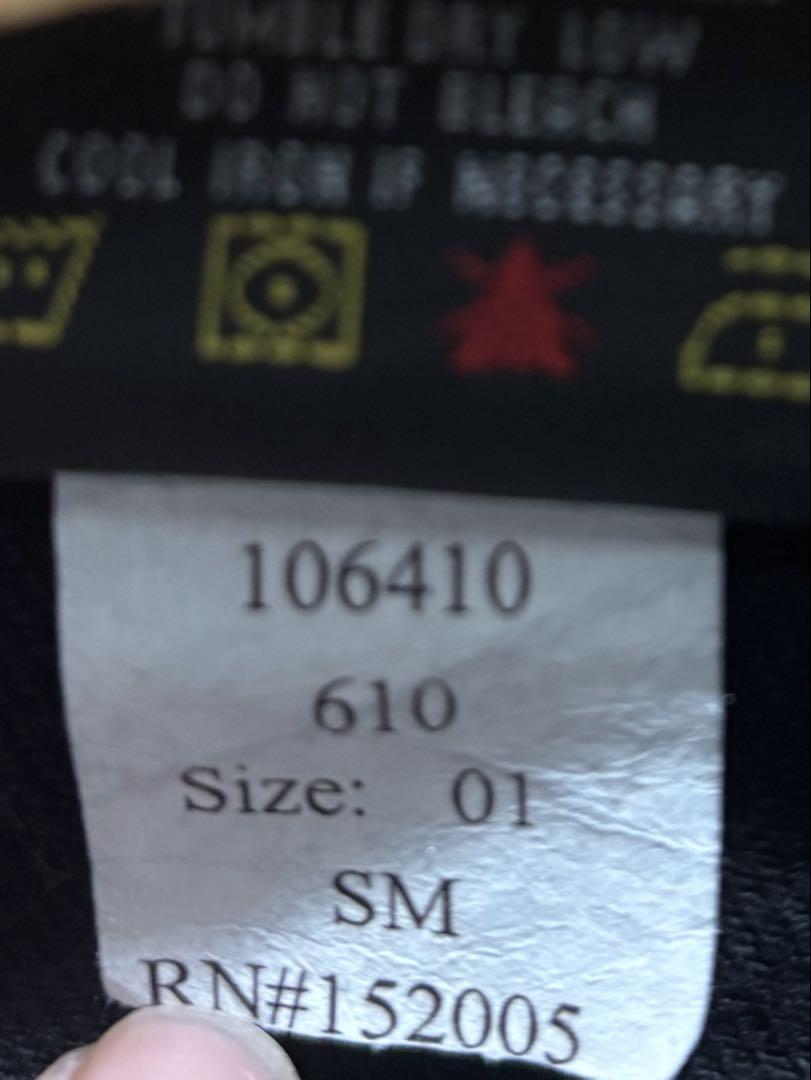 TUMBLE DRY LOW
DO NOT BLEACH
COOL IRON IF NECESSARY
106410
610
Size: 01
SM
RN#152005